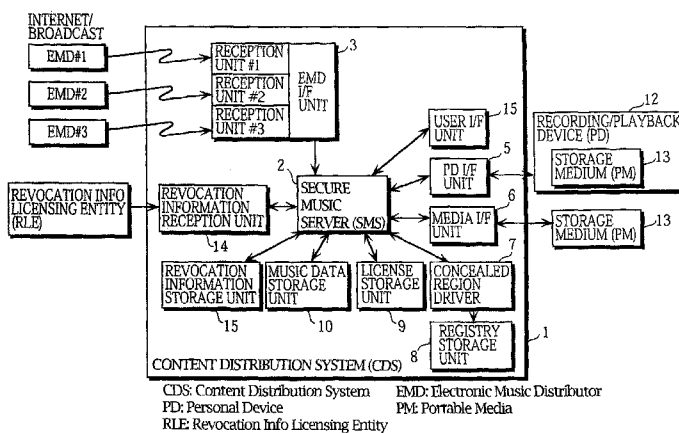 INTERNET/
BROADCAST
EMD#1
EMD#2
EMD#3
RECEPTION
UNIT #1
RECEPTION
UNIT #2
RECEPTION
UNIT #3
EMD
I/F
UNIT
3
USER I/F
UNIT
15
5
PD I/F
UNIT
12
RECORDING/PLAYBACK
DEVICE (PD)
STORAGE
MEDIUM (PM)
13
2
SECURE
MUSIC
SERVER (SMS)
6
MEDIA I/F
UNIT
STORAGE
MEDIUM (PM)
13
REVOCATION INFO
LICENSING ENTITY
(RLE)
REVOCATION
INFORMATION
RECEPTION UNIT
14
7
REVOCATION
INFORMATION
STORAGE UNIT
15
MUSIC DATA
STORAGE
UNIT
10
LICENSE
STORAGE
UNIT
9
CONCEALED
REGION
DRIVER
REGISTRY
STORAGE
UNIT
8
1
CONTENT DISTRIBUTION SYSTEM (CDS)
CDS: Content Distribution System EMD: Electronic Music Distributor
PD: Personal Device PM: Portable Media
RLE: Revocation Info Licensing Entity